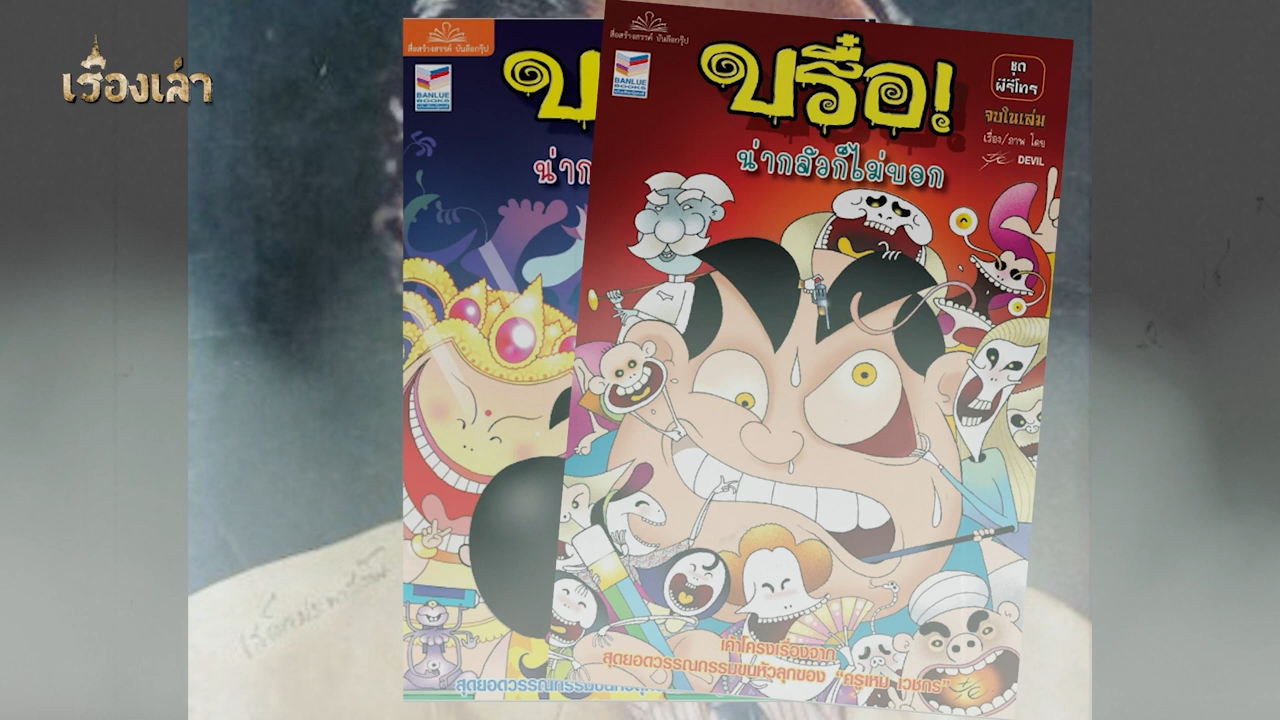 เรื่องเล่า
สื่อสร้างสรรค์ บันลือกรุ๊ป
BANLUE
BOOKS
บ
น่าก
สุดยอดวรรณกรรมขนหัวลุก
สื่อสร้างสรรค์ บันลือกรุ๊ป
BANLUE
BOOKS
บรื๋อ!
น่ากลัวก็ไม่บอก
ชุด
ผีรีโทร
จบในเล่ม
เรื่อง/ภาพ โดย
DEVIL
เค้าโครงเรื่องจาก
สุดยอดวรรณกรรมขนหัวลุกของ "ครูเหม เวชกร"